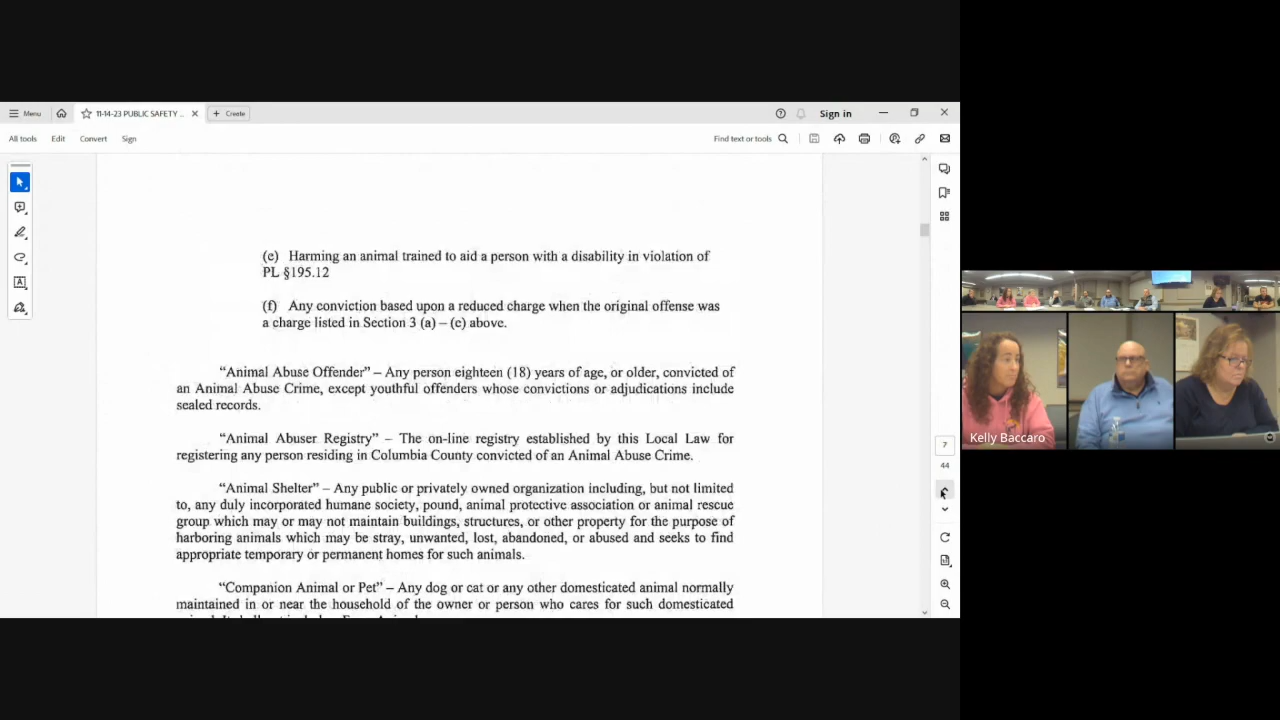 Menu
11-14-23 PUBLIC SAFETY ...
Create
Sign in
All tools
Edit
Convert
Sign
Find text or tools
(e) Harming an animal trained to aid a person with a disability in violation of
PL §195.12
(f) Any conviction based upon a reduced charge when the original offense was
a charge listed in Section 3 (a) – (c) above.
“Animal Abuse Offender” – Any person eighteen (18) years of age, or older, convicted of
an Animal Abuse Crime, except youthful offenders whose convictions or adjudications include
sealed records.
“Animal Abuser Registry” – The on-line registry established by this Local Law for
registering any person residing in Columbia County convicted of an Animal Abuse Crime.
“Animal Shelter” – Any public or privately owned organization including, but not limited
to, any duly incorporated humane society, pound, animal protective association or animal rescue
group which may or may not maintain buildings, structures, or other property for the purpose of
harboring animals which may be stray, unwanted, lost, abandoned, or abused and seeks to find
appropriate temporary or permanent homes for such animals.
“Companion Animal or Pet” – Any dog or cat or any other domesticated animal normally
maintained in or near the household of the owner or person who cares for such domesticated
7
44
Kelly Baccaro